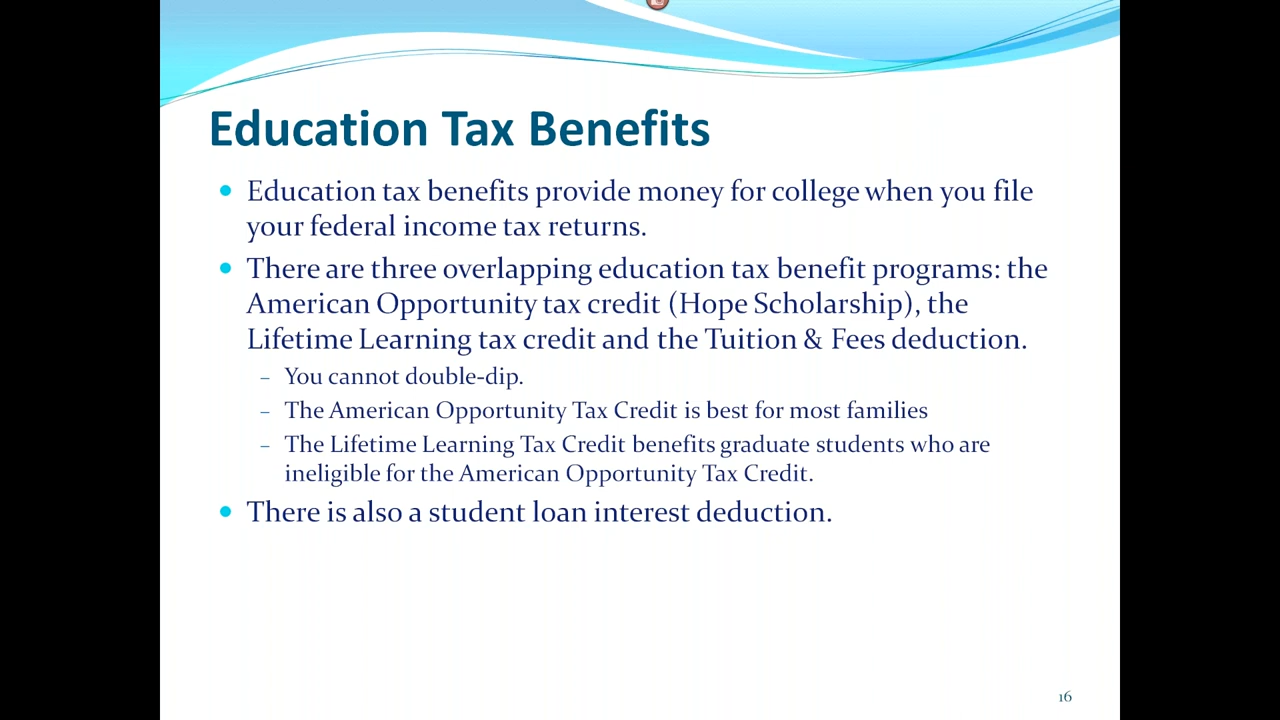 Education Tax Benefits
• Education tax benefits provide money for college when you file
your federal income tax returns.
• There are three overlapping education tax benefit programs: the
American Opportunity tax credit (Hope Scholarship), the
Lifetime Learning tax credit and the Tuition & Fees deduction.
– You cannot double-dip.
– The American Opportunity Tax Credit is best for most families
– The Lifetime Learning Tax Credit benefits graduate students who are
ineligible for the American Opportunity Tax Credit.
• There is also a student loan interest deduction.
16